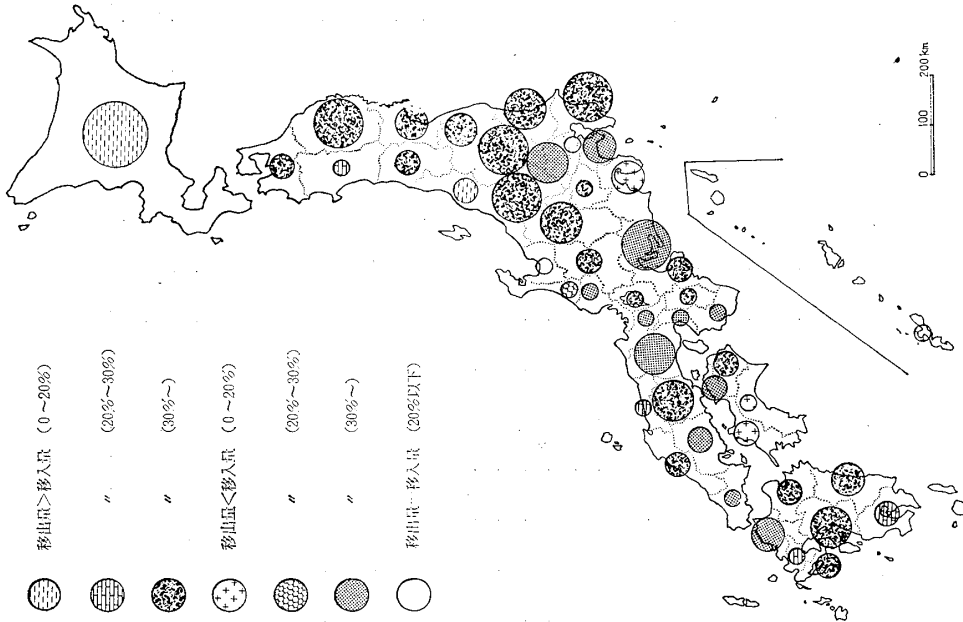 移出量>移入量 (0~20%)
〃 (20%~30%)
〃 (30%~)
移出量<移入量 (0~20%)
〃 (20%~30%)
〃 (30%~)
移出量≒移入量 (20%以下)
0 100 200km